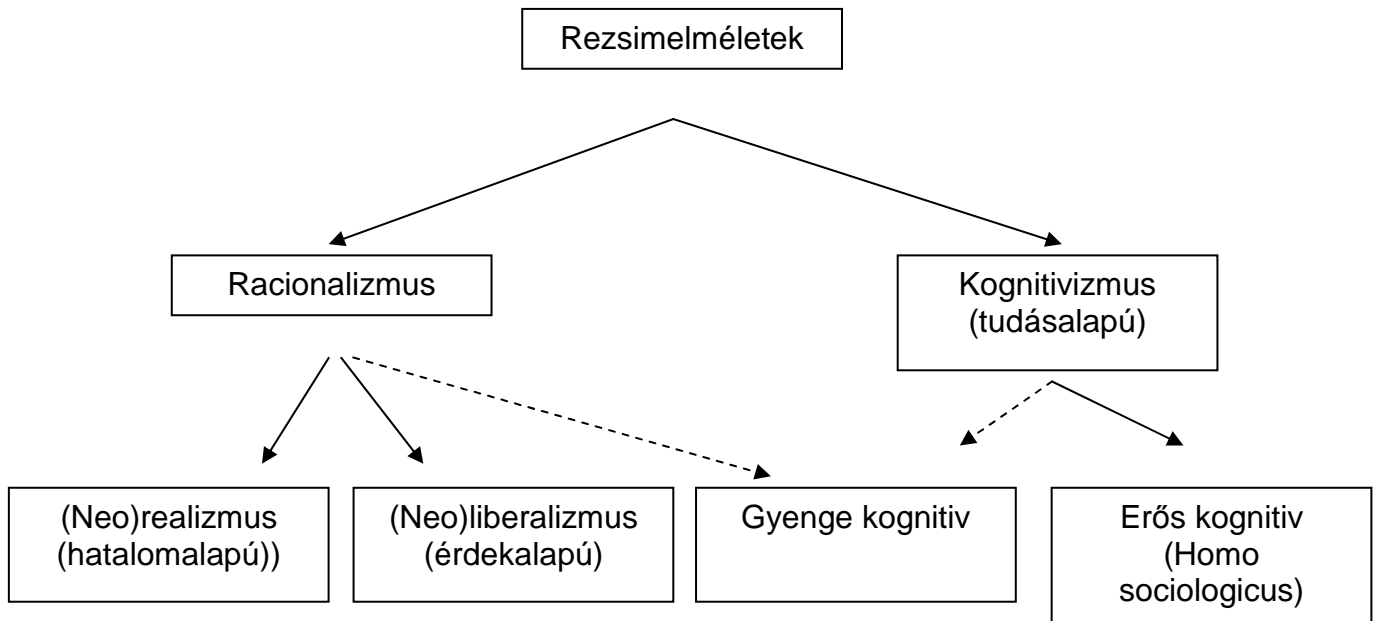 Rezsimelméletek
Racionalizmus
Kognitivizmus
(tudásalapú)
(Neo)realizmus
(hatalomalapú))
(Neo)liberalizmus
(érdekalapú)
Gyenge kognitiv
Erős kognitiv
(Homo
sociologicus)